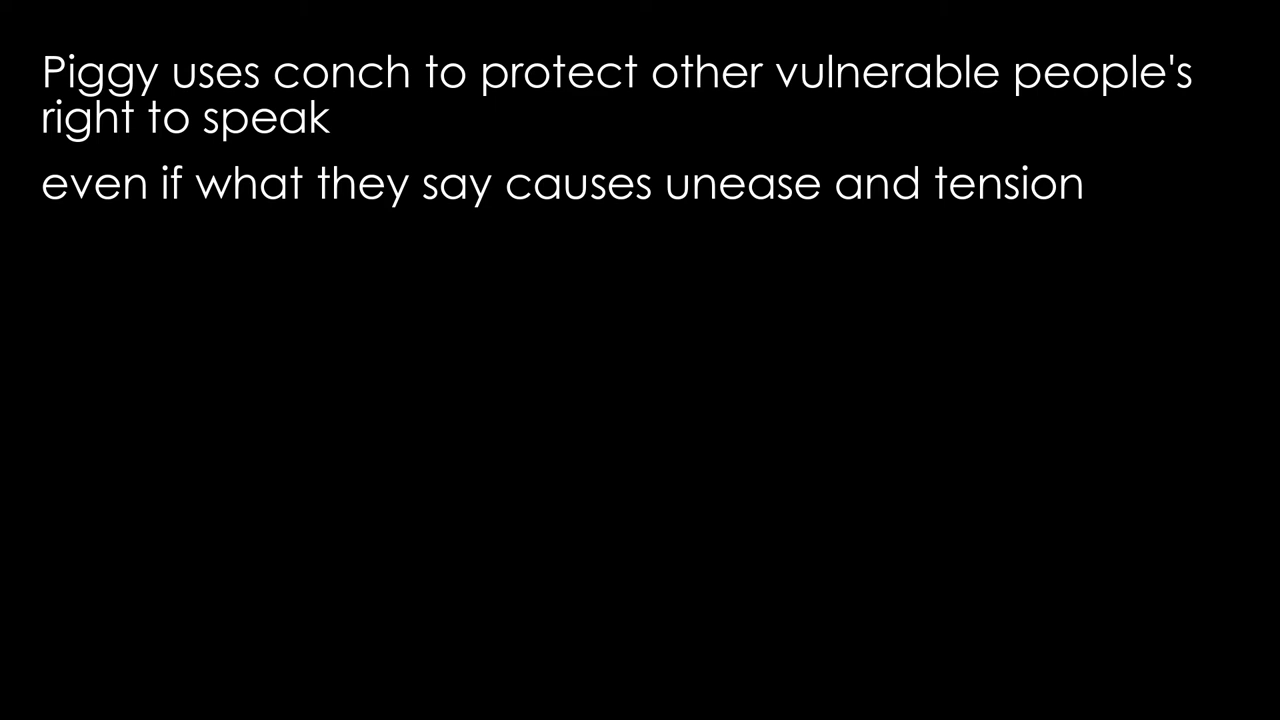 Piggy uses conch to protect other vulnerable people's
right to speak
even if what they say causes unease and tension